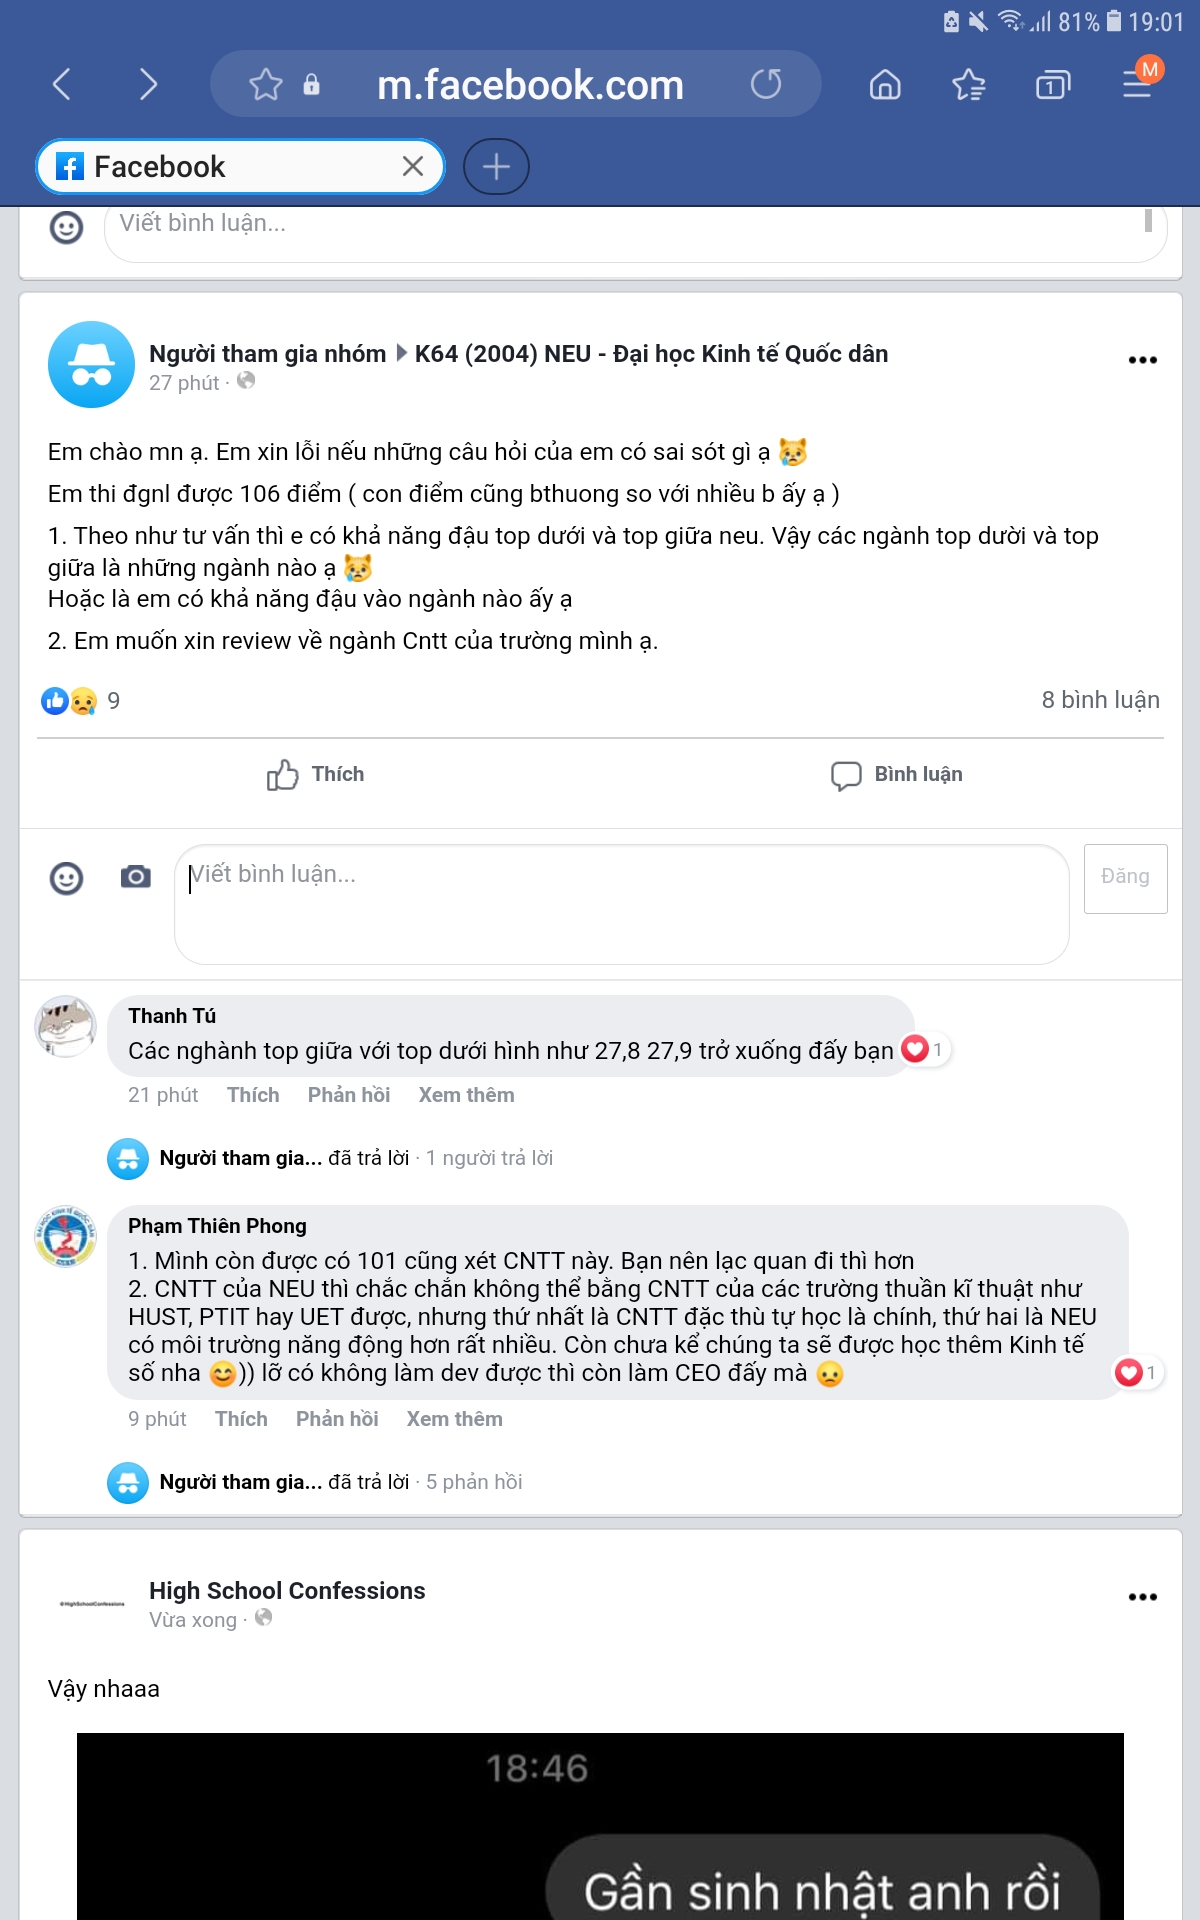 81% 19:01
m.facebook.com
1
M
Facebook
Viết bình luận...
Người tham gia nhóm K64 (2004) NEU - Đại học Kinh tế Quốc dân
27 phút ·
Em chào mn ạ. Em xin lỗi nếu những câu hỏi của em có sai sót gì ạ 😿
Em thi đgnl được 106 điểm ( con điểm cũng bthuong so với nhiều b ấy ạ )
1. Theo như tư vấn thì e có khả năng đậu top dưới và top giữa neu. Vậy các ngành top dười và top
giữa là những ngành nào ạ 😿
Hoặc là em có khả năng đậu vào ngành nào ấy ạ
2. Em muốn xin review về ngành Cntt của trường mình ạ.
9
8 bình luận
Thích
Bình luận
Viết bình luận...
Đăng
Thanh Tú
Các nghành top giữa với top dưới hình như 27,8 27,9 trở xuống đấy bạn
1
21 phút Thích Phản hồi Xem thêm
Người tham gia... đã trả lời · 1 người trả lời
Phạm Thiên Phong
1. Mình còn được có 101 cũng xét CNTT này. Bạn nên lạc quan đi thì hơn
2. CNTT của NEU thì chắc chắn không thể bằng CNTT của các trường thuần kĩ thuật như
HUST, PTIT hay UET được, nhưng thứ nhất là CNTT đặc thù tự học là chính, thứ hai là NEU
có môi trường năng động hơn rất nhiều. Còn chưa kể chúng ta sẽ được học thêm Kinh tế
số nha 😊)) lỡ có không làm dev được thì còn làm CEO đấy mà 😞
1
9 phút Thích Phản hồi Xem thêm
Người tham gia... đã trả lời · 5 phản hồi
High School Confessions
@HighSchoolConfessions
Vừa xong ·
Vậy nhaaa
18:46
Gần sinh nhật anh rồi